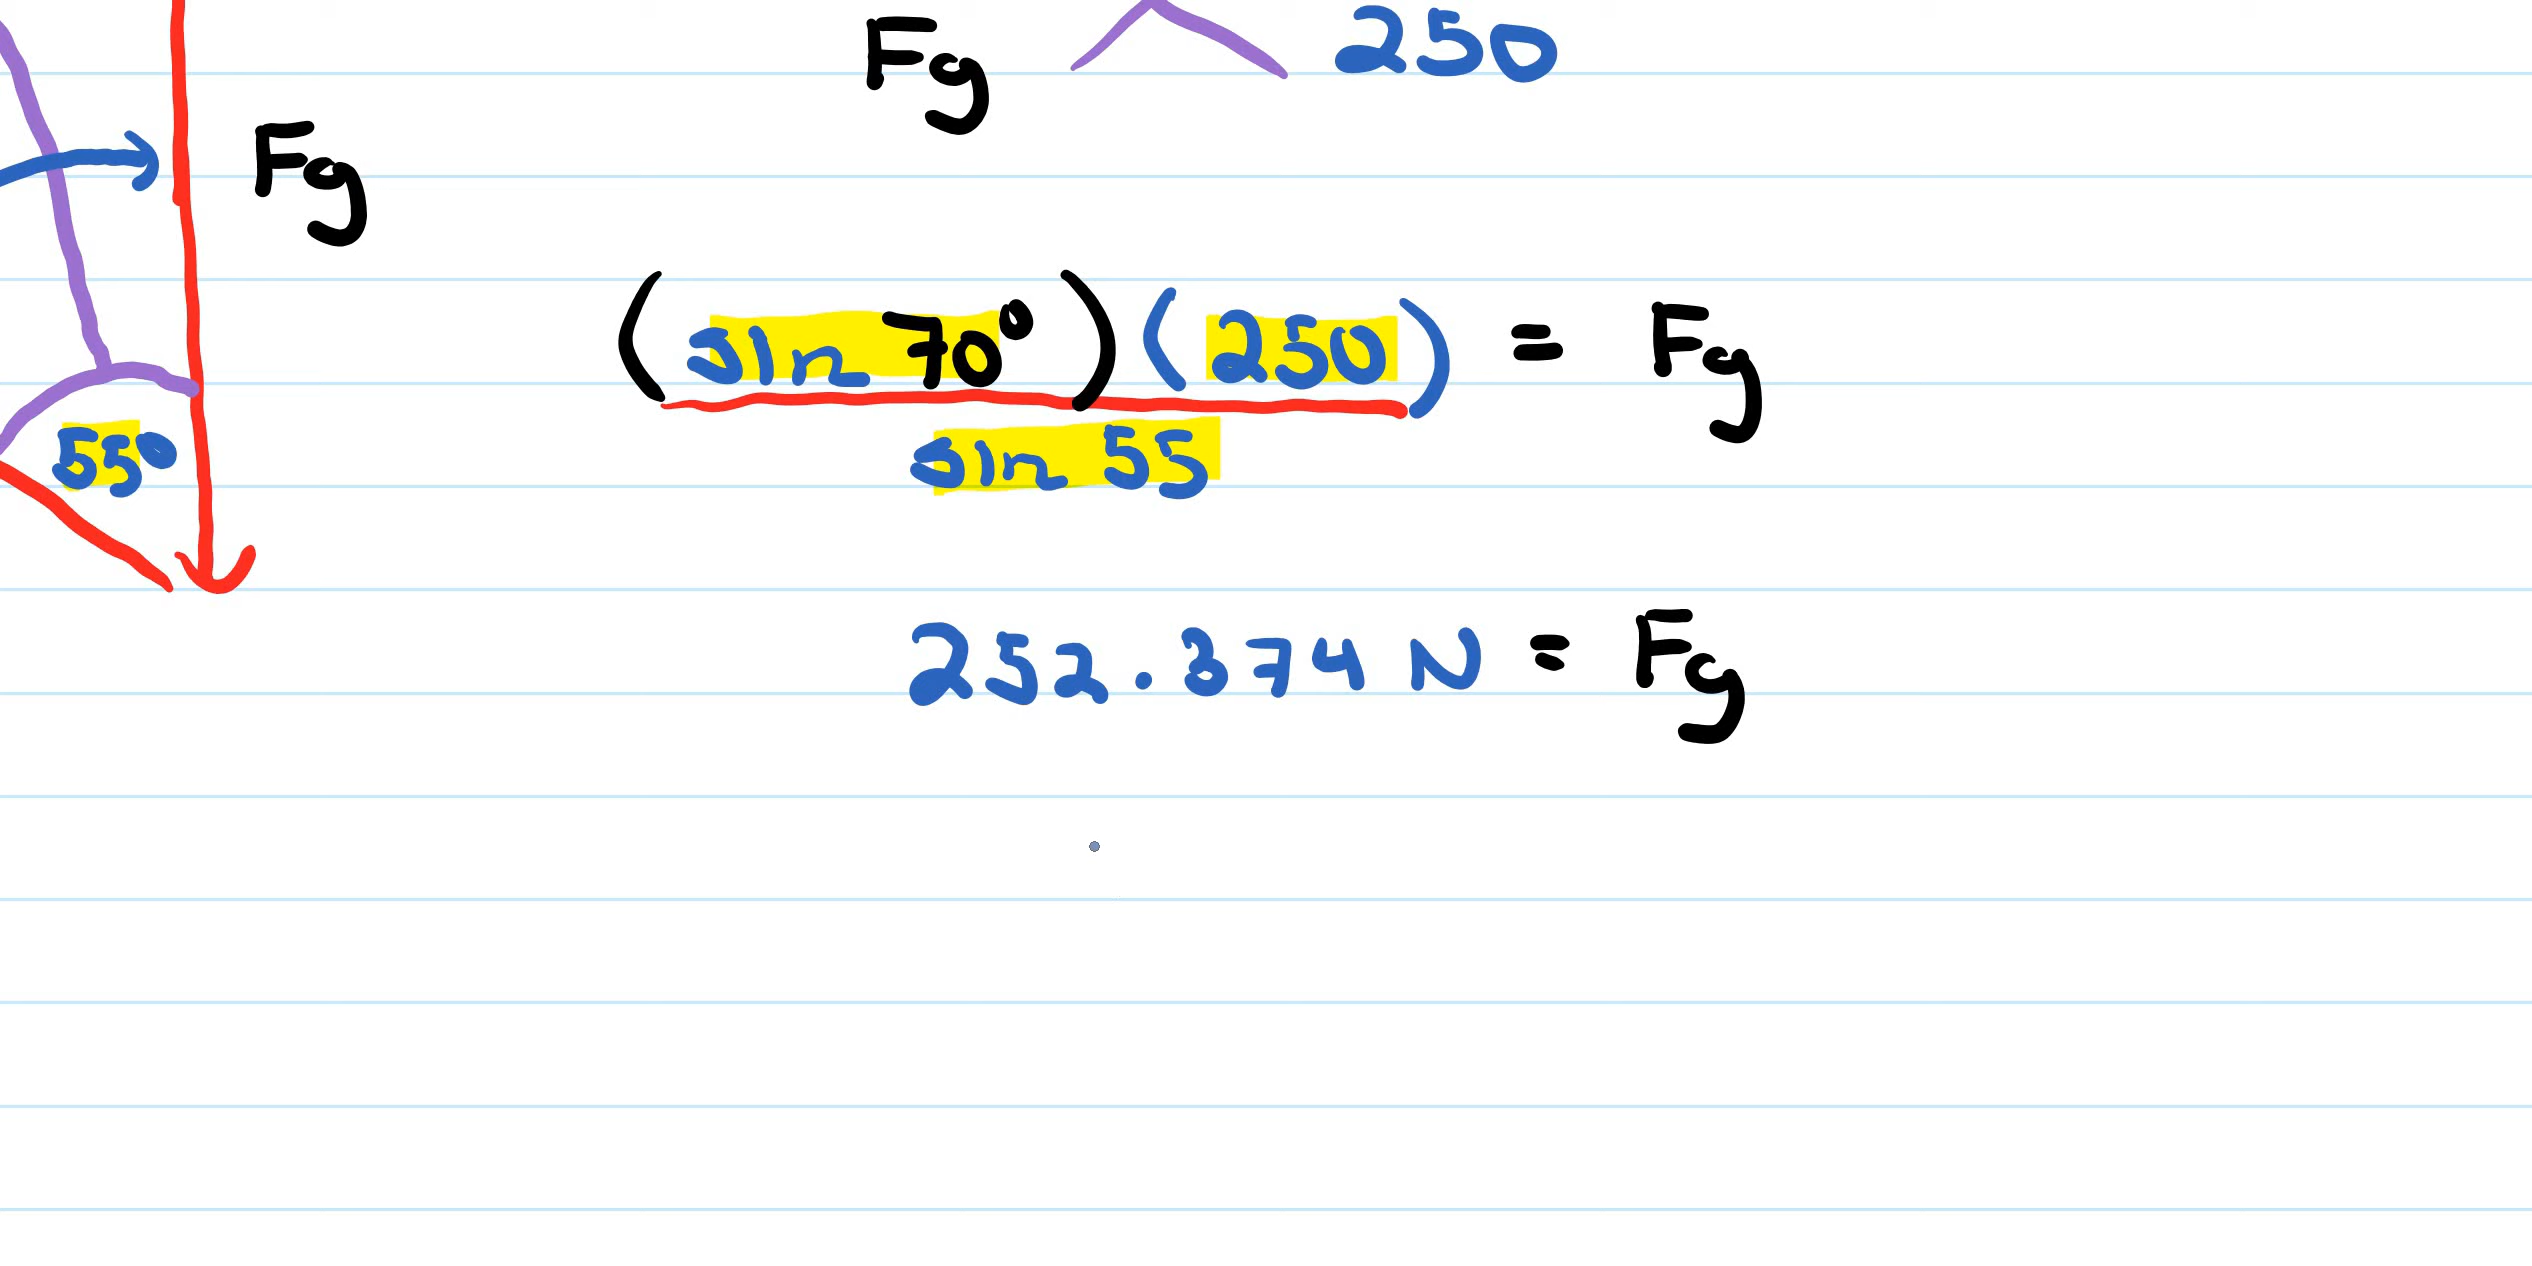 Fg 250
Fg
(sin 70°)(250) = Fg
sin 55
55°
252.374 N = Fg